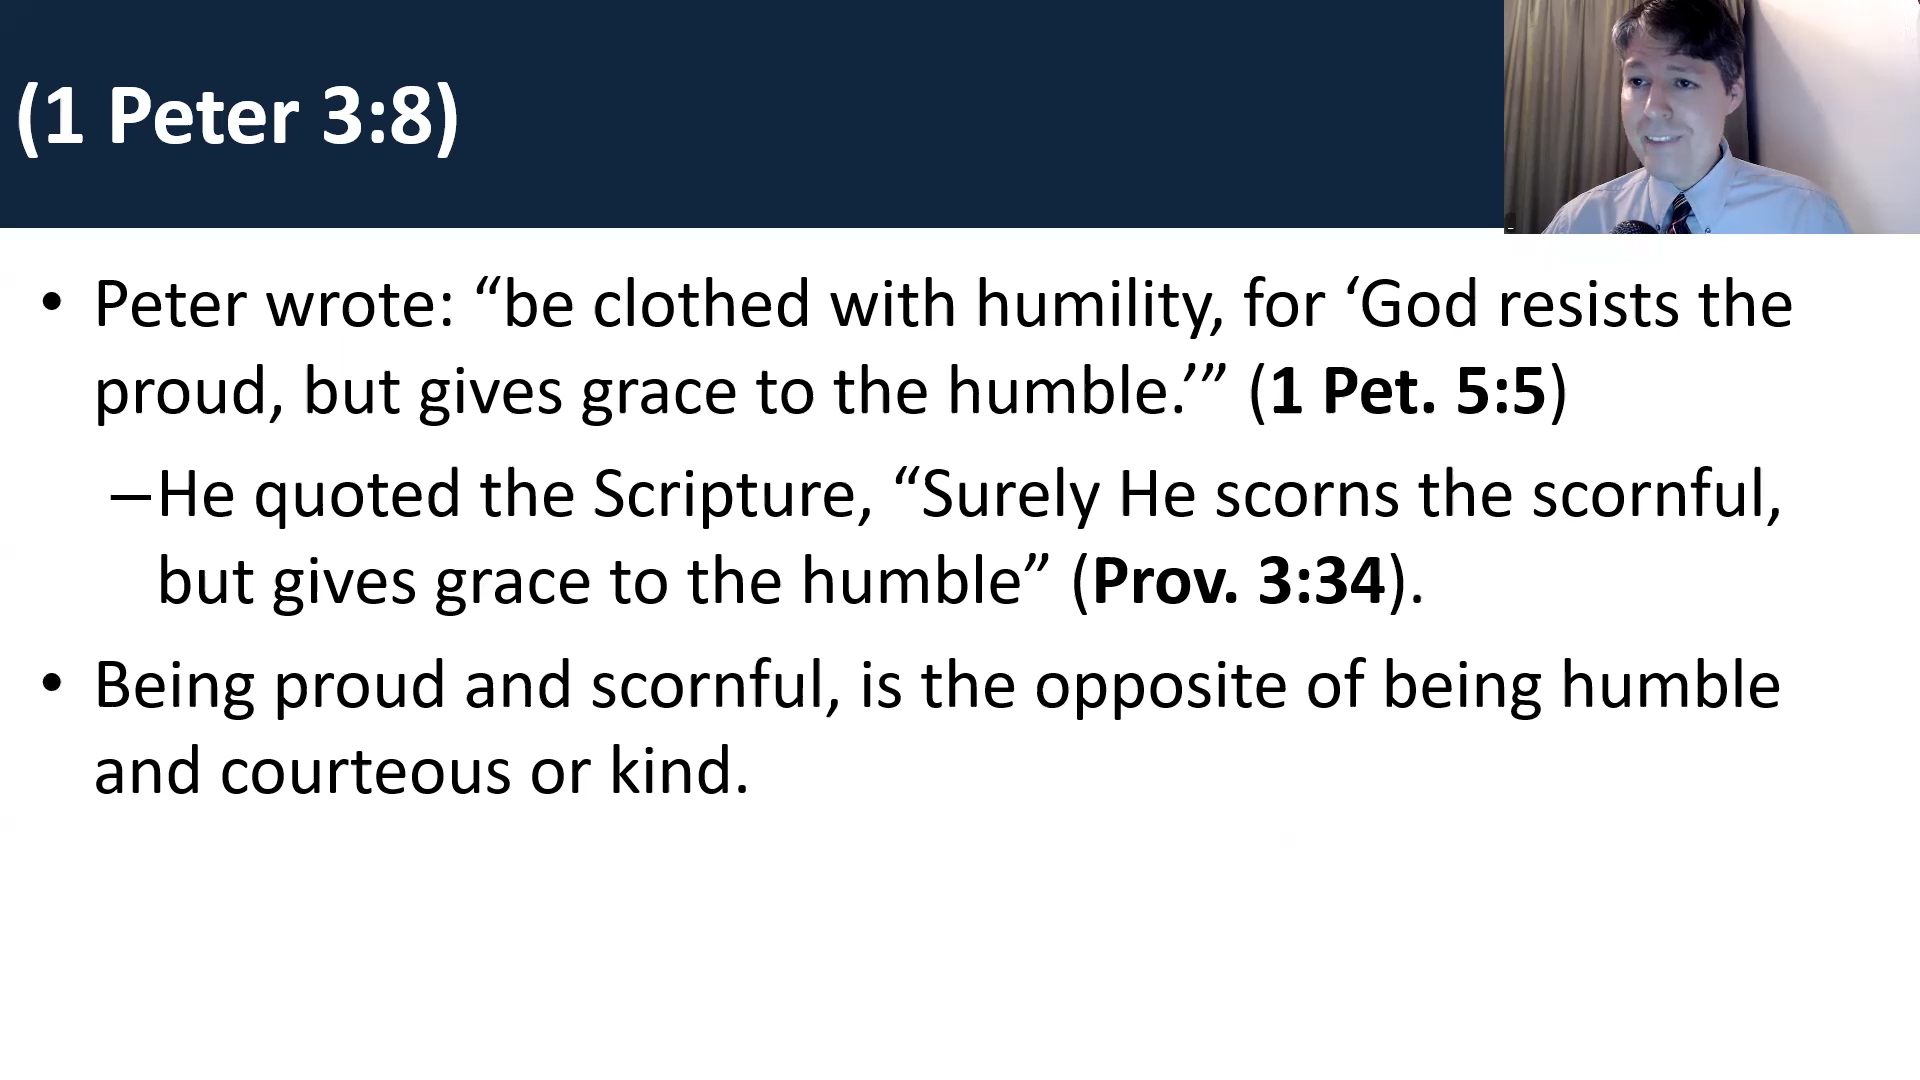 (1 Peter 3:8)
• Peter wrote: “be clothed with humility, for ‘God resists the
proud, but gives grace to the humble.’” (1 Pet. 5:5)
–He quoted the Scripture, “Surely He scorns the scornful,
but gives grace to the humble” (Prov. 3:34).
• Being proud and scornful, is the opposite of being humble
and courteous or kind.